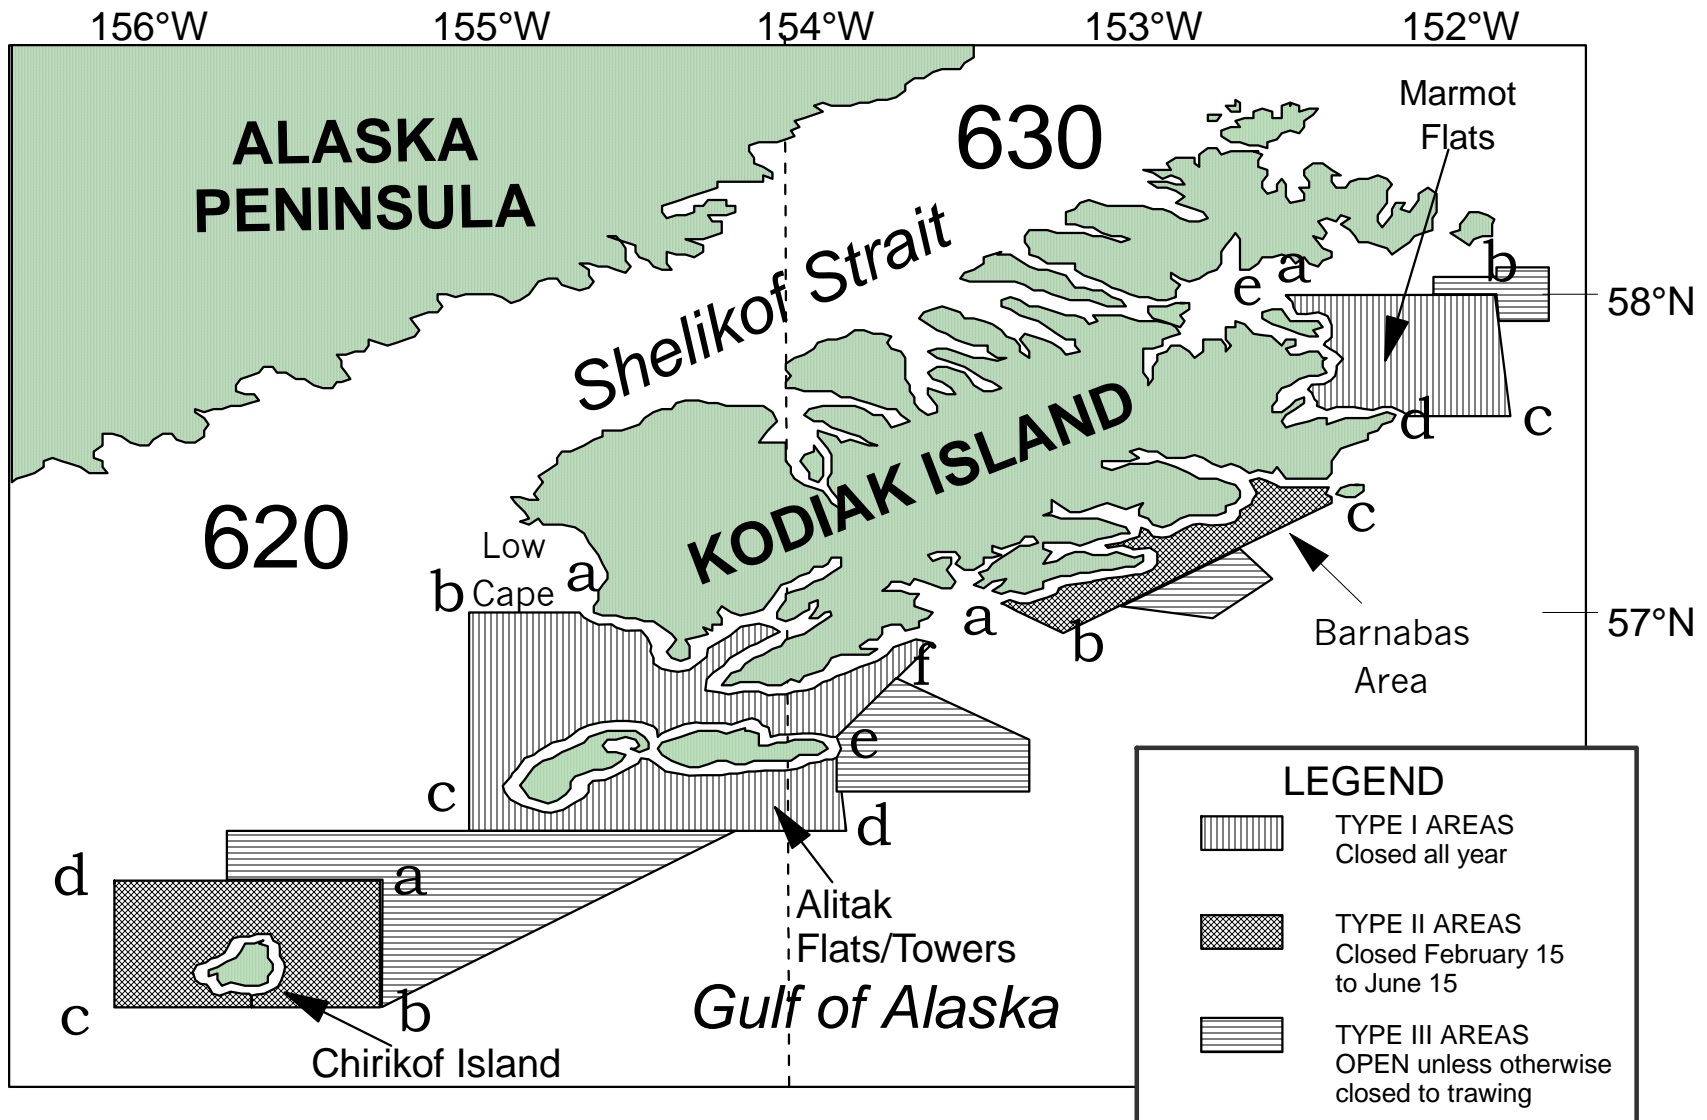 156°W 155°W 154°W 153°W 152°W
ALASKA
PENINSULA
630
Marmot
Flats
Shelikof Strait
a
b
e
58°N
KODIAK ISLAND
d
c
620
Low
Cape
b
a
c
a
b
57°N
Barnabas
Area
f
e
c
d
LEGEND
TYPE I AREAS
Closed all year
TYPE II AREAS
Closed February 15
to June 15
TYPE III AREAS
OPEN unless otherwise
closed to trawing
d
a
Alitak
Flats/Towers
c
b
Gulf of Alaska
Chirikof Island